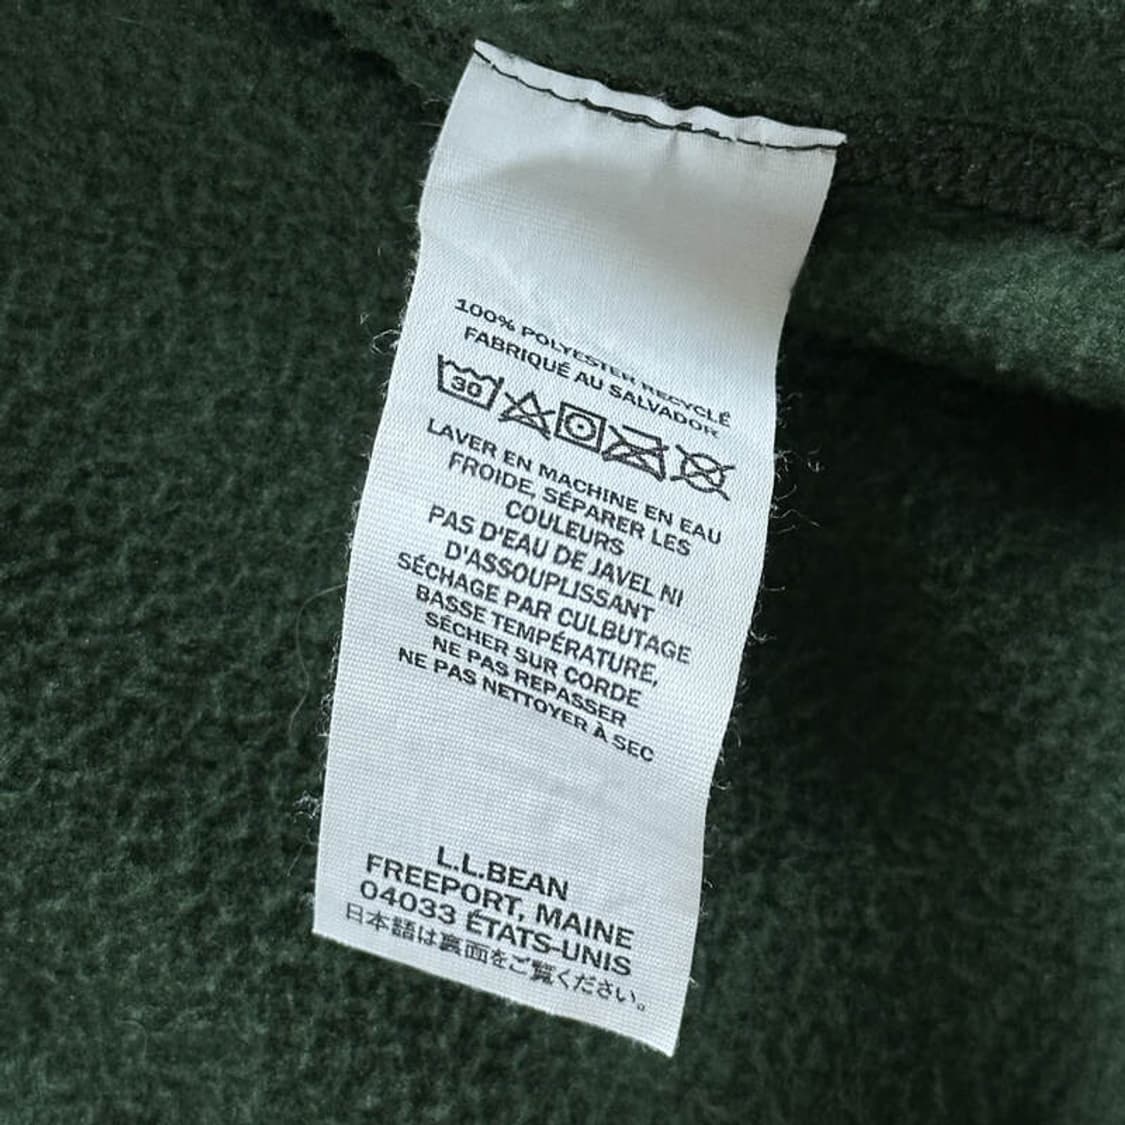 100% POLYESTER RECYCLÉ
FABRIQUÉ AU SALVADOR
30
LAVER EN MACHINE EN EAU
FROIDE, SÉPARER LES
COULEURS
PAS D'EAU DE JAVEL NI
D'ASSOUPLISSANT
SÉCHAGE PAR CULBUTAGE
BASSE TEMPÉRATURE,
SÉCHER SUR CORDE
NE PAS REPASSER
NE PAS NETTOYER À SEC
L.L.BEAN
FREEPORT, MAINE
04033 ÉTATS-UNIS
日本語は裏面をご覧ください。